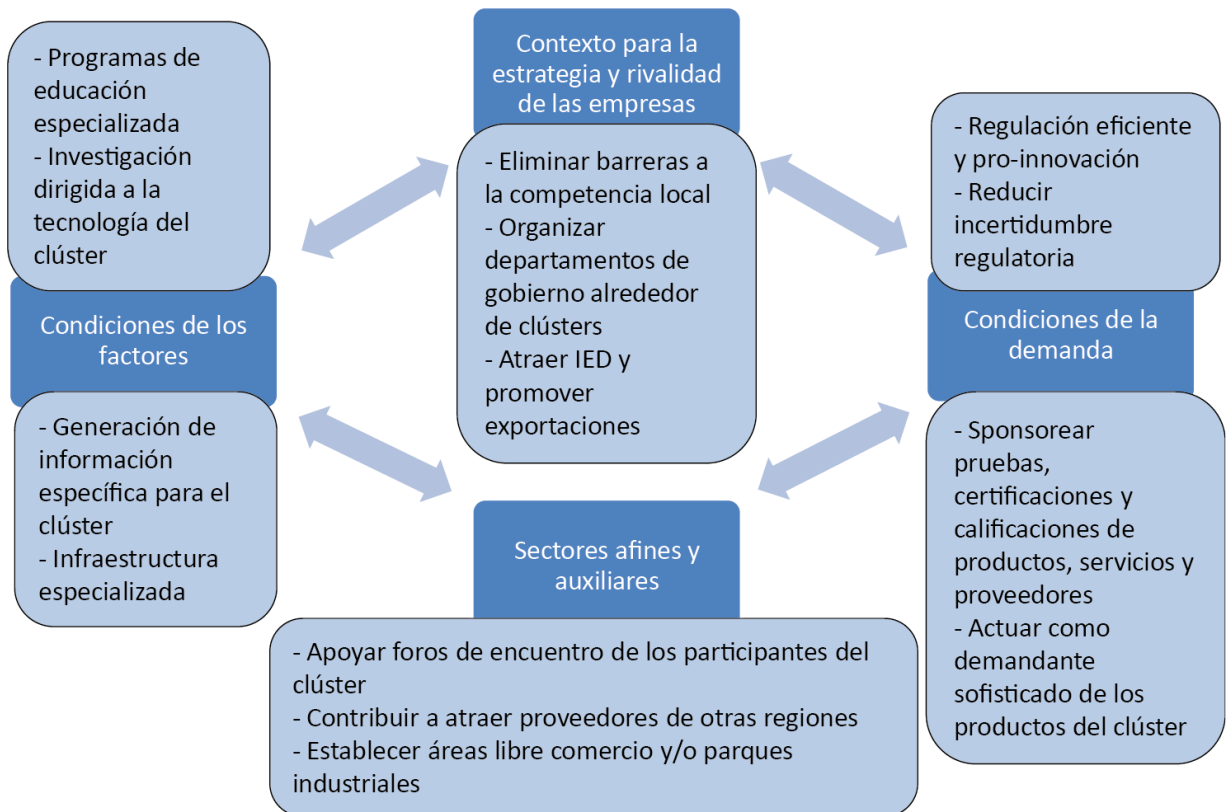 - Programas de
educación
especializada
- Investigación
dirigida a la
tecnología del
clúster
Condiciones de los
factores
- Generación de
información
específica para el
clúster
- Infraestructura
especializada
Contexto para la
estrategia y rivalidad
de las empresas
- Eliminar barreras a
la competencia local
- Organizar
departamentos de
gobierno alrededor
de clústers
- Atraer IED y
promover
exportaciones
Sectores afines y
auxiliares
- Apoyar foros de encuentro de los participantes del
clúster
- Contribuir a atraer proveedores de otras regiones
- Establecer áreas libre comercio y/o parques
industriales
- Regulación eficiente
y pro-innovación
- Reducir
incertidumbre
regulatoria
Condiciones de la
demanda
- Sponsorear
pruebas,
certificaciones y
calificaciones de
productos, servicios y
proveedores
- Actuar como
demandante
sofisticado de los
productos del clúster